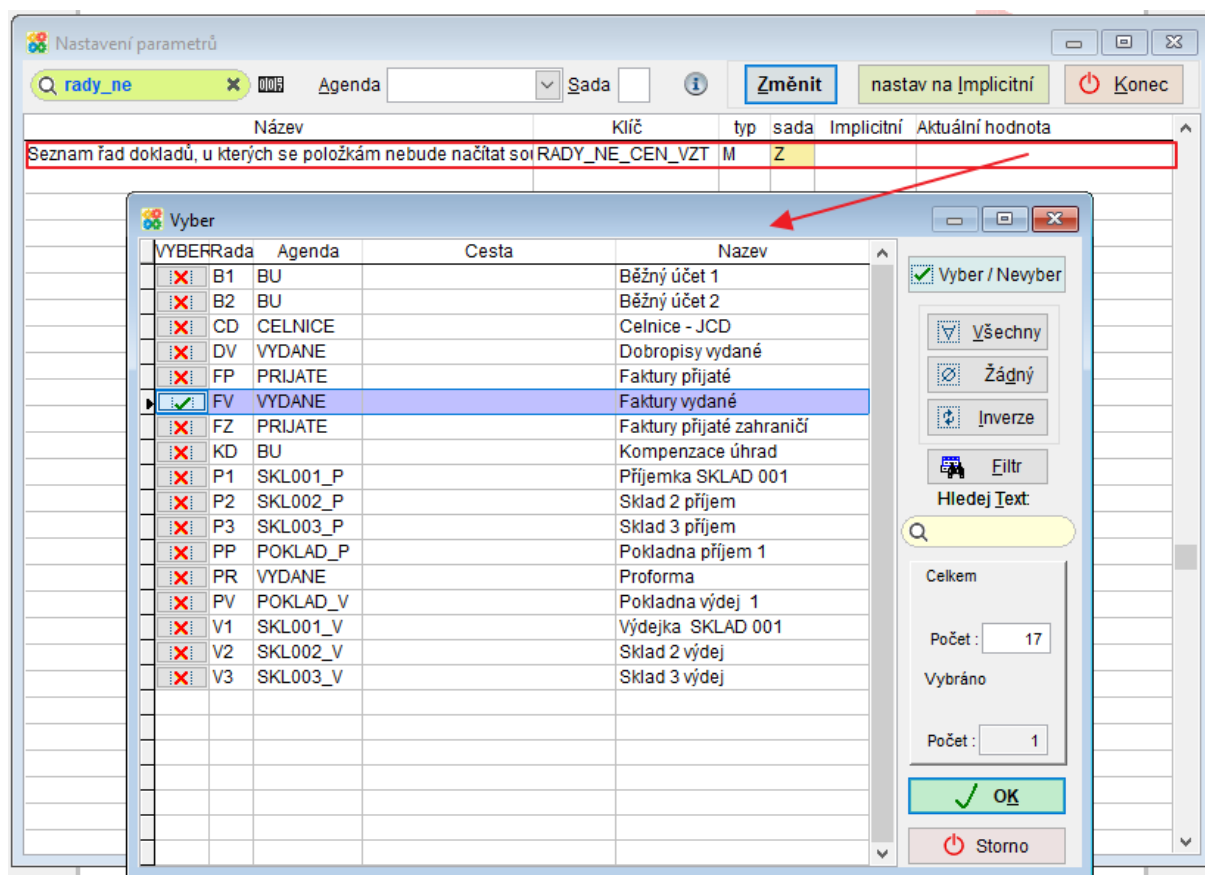 Nastavení parametrů
rady_ne Agenda Sada Změnit nastav na Implicitní Konec
Název Klíč typ sada Implicitní Aktuální hodnota
Seznam řad dokladů, u kterých se položkám nebude načítat sou RADY_NE_CEN_VZT M Z
Vyber
VYBER Rada Agenda Cesta Nazev
B1 BU Běžný účet 1
B2 BU Běžný účet 2
CD CELNICE Celnice - JCD
DV VYDANE Dobropisy vydané
FP PRIJATE Faktury přijaté
FV VYDANE Faktury vydané
FZ PRIJATE Faktury přijaté zahraničí
KD BU Kompenzace úhrad
P1 SKL001_P Příjemka SKLAD 001
P2 SKL002_P Sklad 2 příjem
P3 SKL003_P Sklad 3 příjem
PP POKLAD_P Pokladna příjem 1
PR VYDANE Proforma
PV POKLAD_V Pokladna výdej 1
V1 SKL001_V Výdejka SKLAD 001
V2 SKL002_V Sklad 2 výdej
V3 SKL003_V Sklad 3 výdej
Vyber / Nevyber
Všechny
Žádný
Inverze
Filtr
Hledej Text:
Celkem
Počet : 17
Vybráno
Počet : 1
OK
Storno